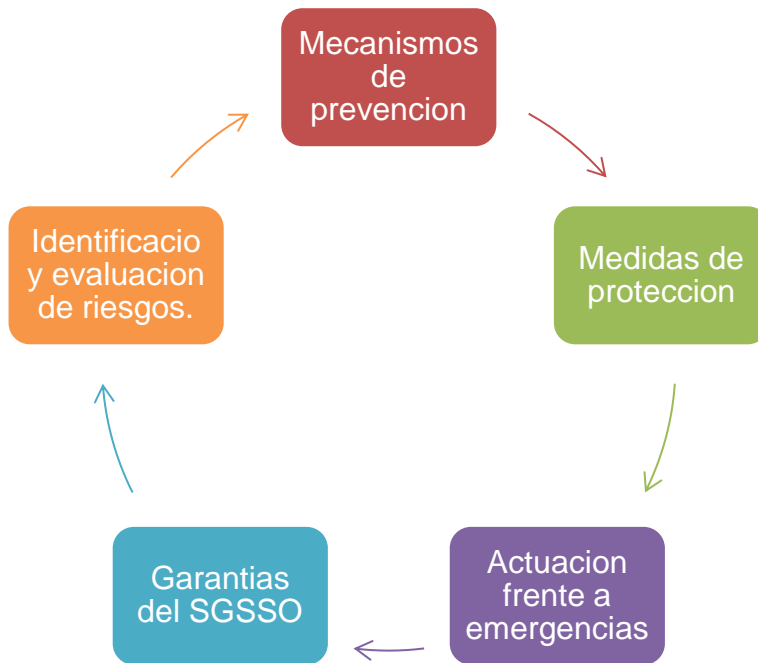 Mecanismos
de
prevencion
Medidas de
proteccion
Actuacion
frente a
emergencias
Garantias
del SGSSO
Identificacio
y evaluacion
de riesgos.